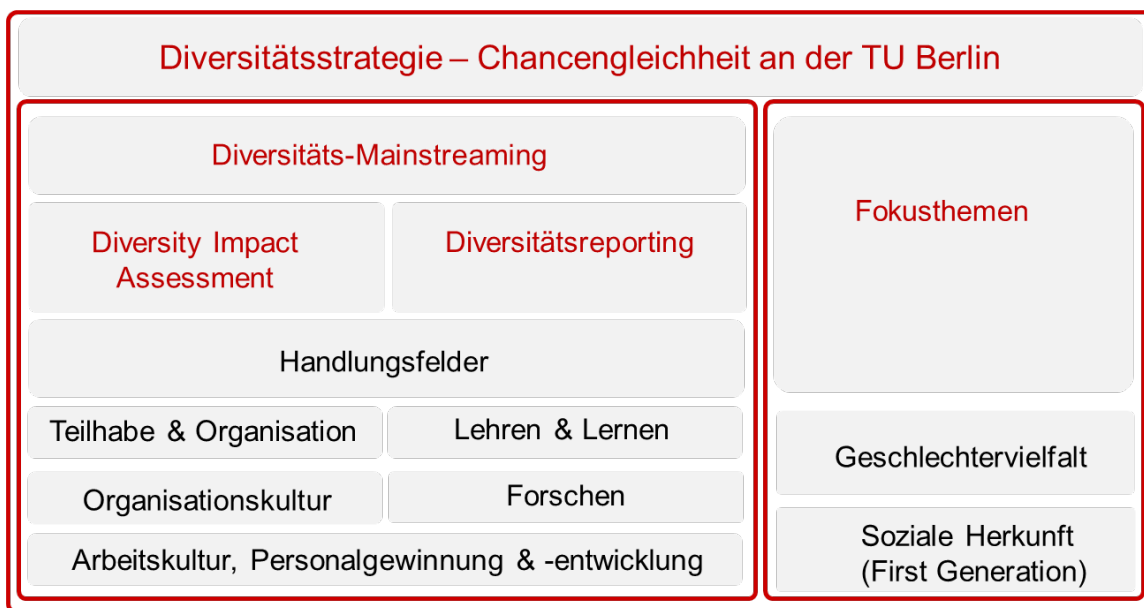 Diversitätsstrategie – Chancengleichheit an der TU Berlin
Diversitäts-Mainstreaming
Diversity Impact
Assessment
Diversitätsreporting
Handlungsfelder
Teilhabe & Organisation
Lehren & Lernen
Organisationskultur
Forschen
Arbeitskultur, Personalgewinnung & -entwicklung
Fokusthemen
Geschlechtervielfalt
Soziale Herkunft
(First Generation)